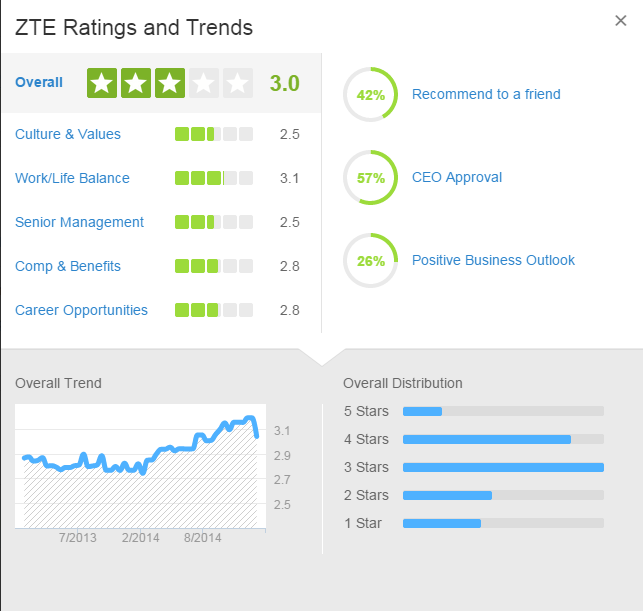 ZTE Ratings and Trends
×
Overall 3.0
Culture & Values 2.5
Work/Life Balance 3.1
Senior Management 2.5
Comp & Benefits 2.8
Career Opportunities 2.8
42% Recommend to a friend
57% CEO Approval
26% Positive Business Outlook
Overall Trend
3.1
2.9
2.7
2.5
7/2013 2/2014 8/2014
Overall Distribution
5 Stars
4 Stars
3 Stars
2 Stars
1 Star